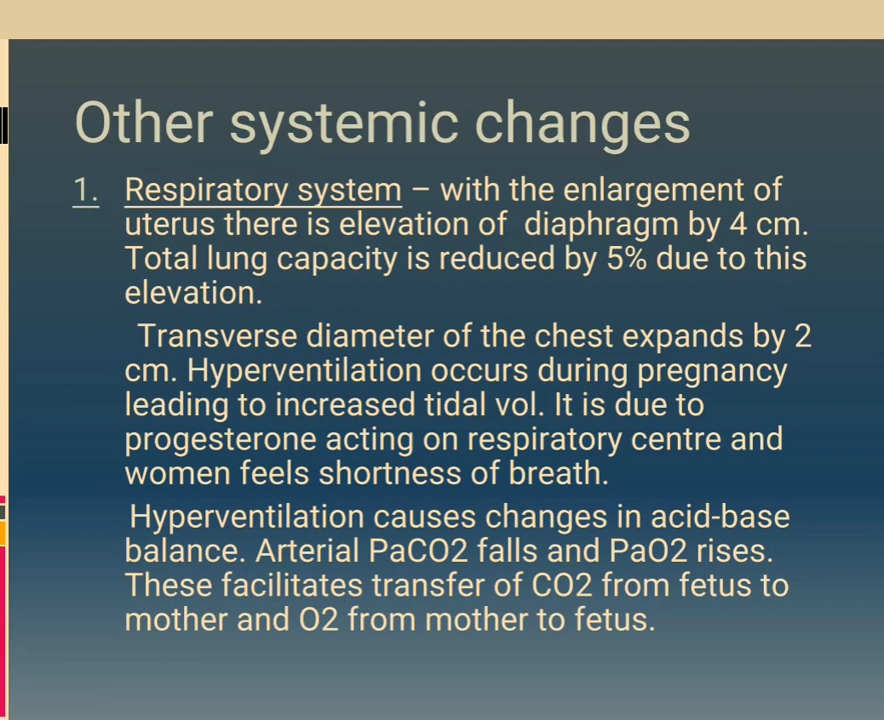 Other systemic changes
1. Respiratory system – with the enlargement of
uterus there is elevation of diaphragm by 4 cm.
Total lung capacity is reduced by 5% due to this
elevation.
Transverse diameter of the chest expands by 2
cm. Hyperventilation occurs during pregnancy
leading to increased tidal vol. It is due to
progesterone acting on respiratory centre and
women feels shortness of breath.
Hyperventilation causes changes in acid-base
balance. Arterial PaCO2 falls and PaO2 rises.
These facilitates transfer of CO2 from fetus to
mother and O2 from mother to fetus.